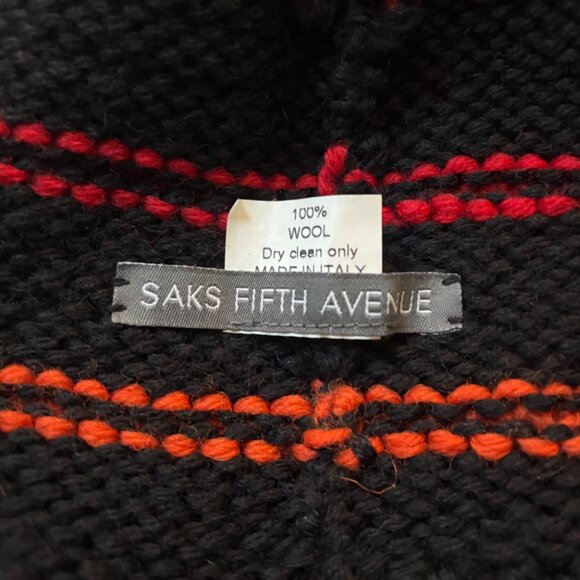 100%
WOOL
Dry clean only
MADE IN ITALY
SAKS FIFTH AVENUE